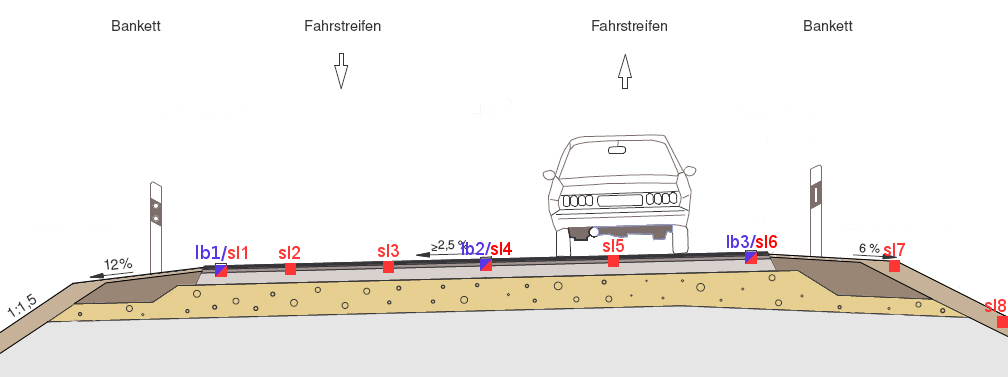 Bankett Fahrstreifen Fahrstreifen Bankett
lb1/sl1 sl2 sl3 ≥2,5 % lb2/sl4 sl5 lb3/sl6 6 % sl7
12%
1:1,5
sl8